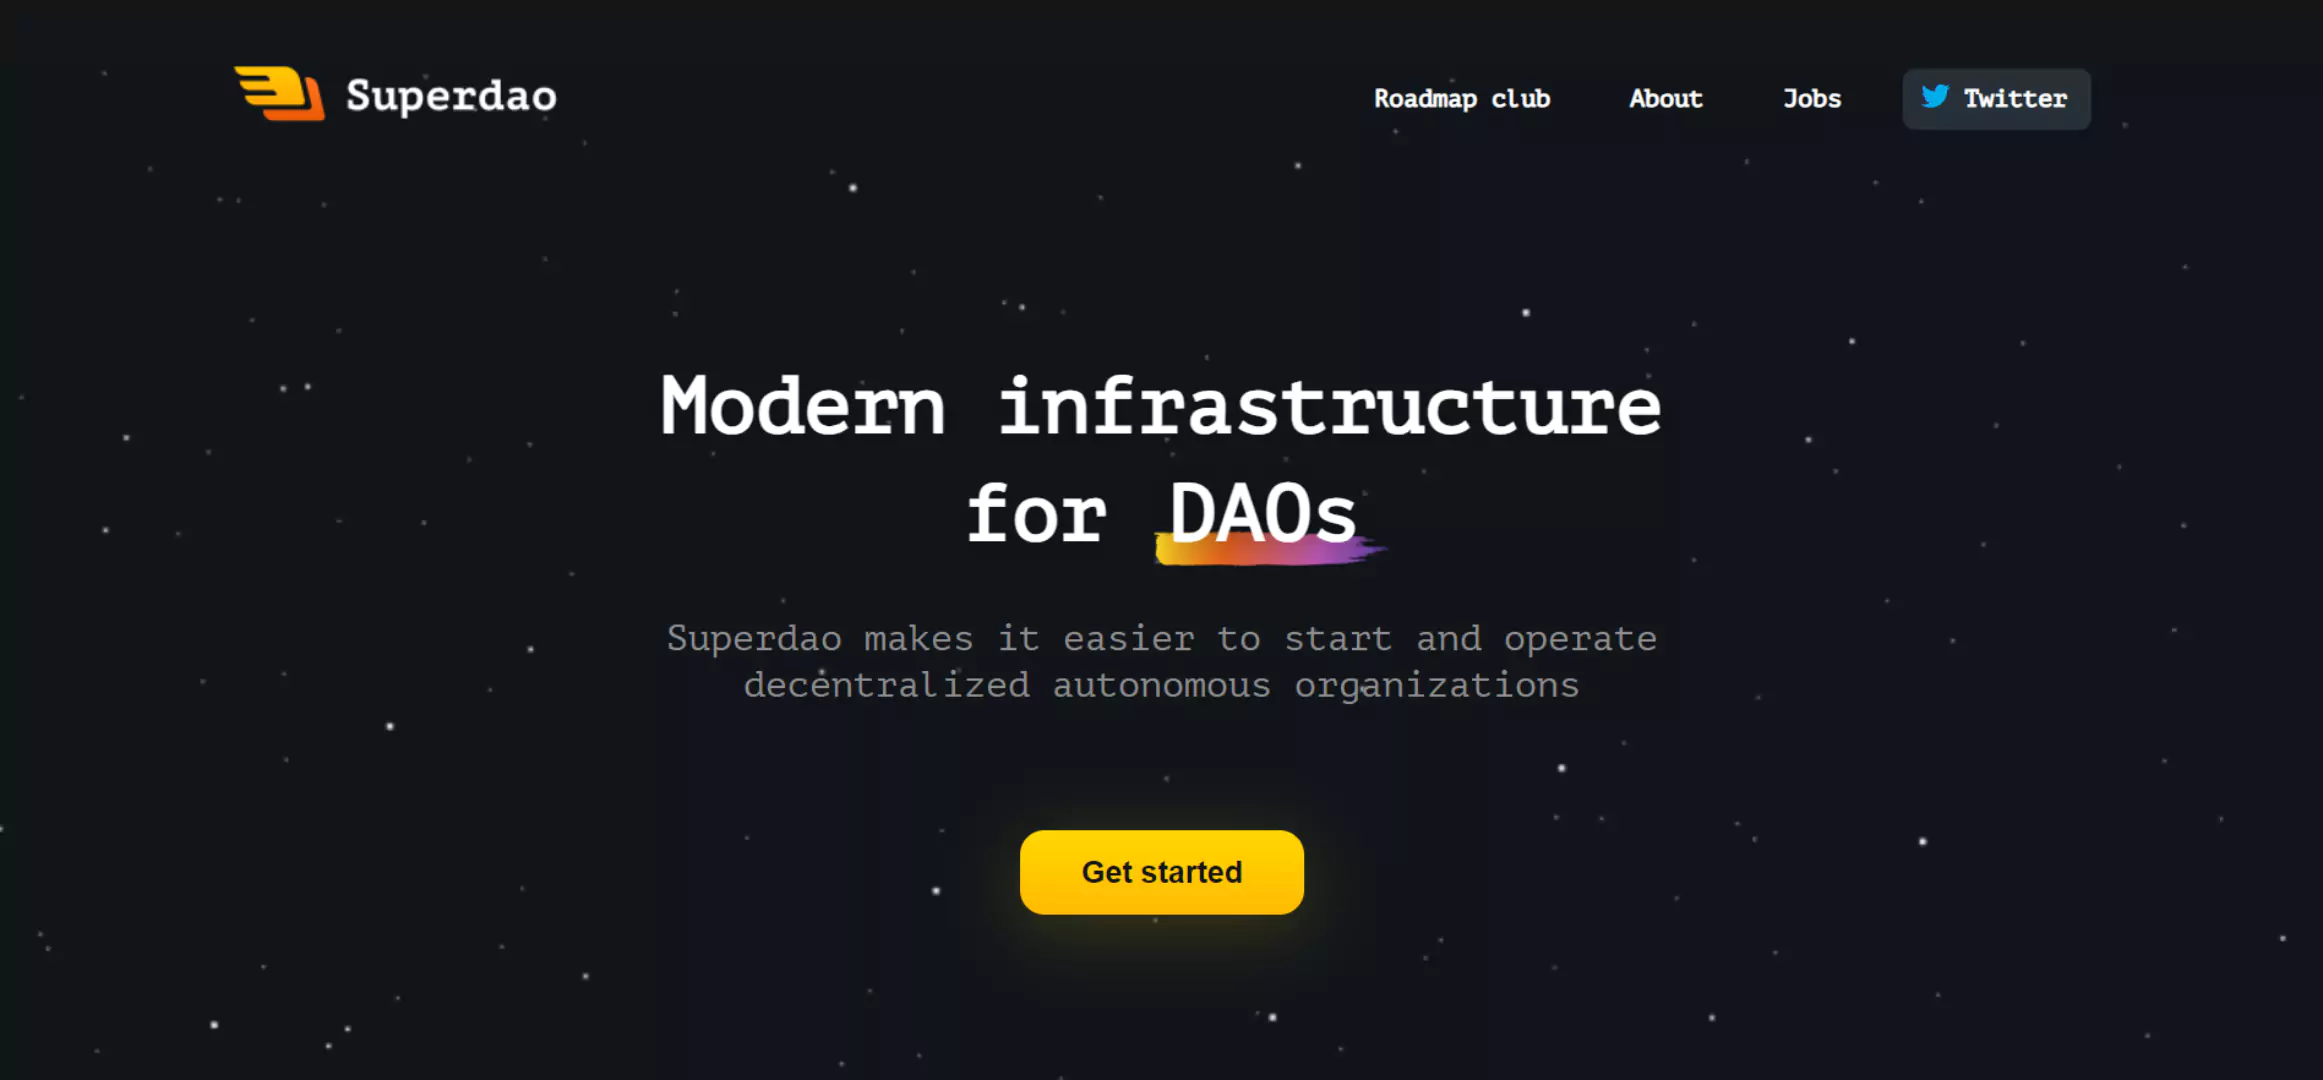 Superdao
Roadmap club
About
Jobs
Twitter
Modern infrastructure
for DAOs
Superdao makes it easier to start and operate
decentralized autonomous organizations
Get started